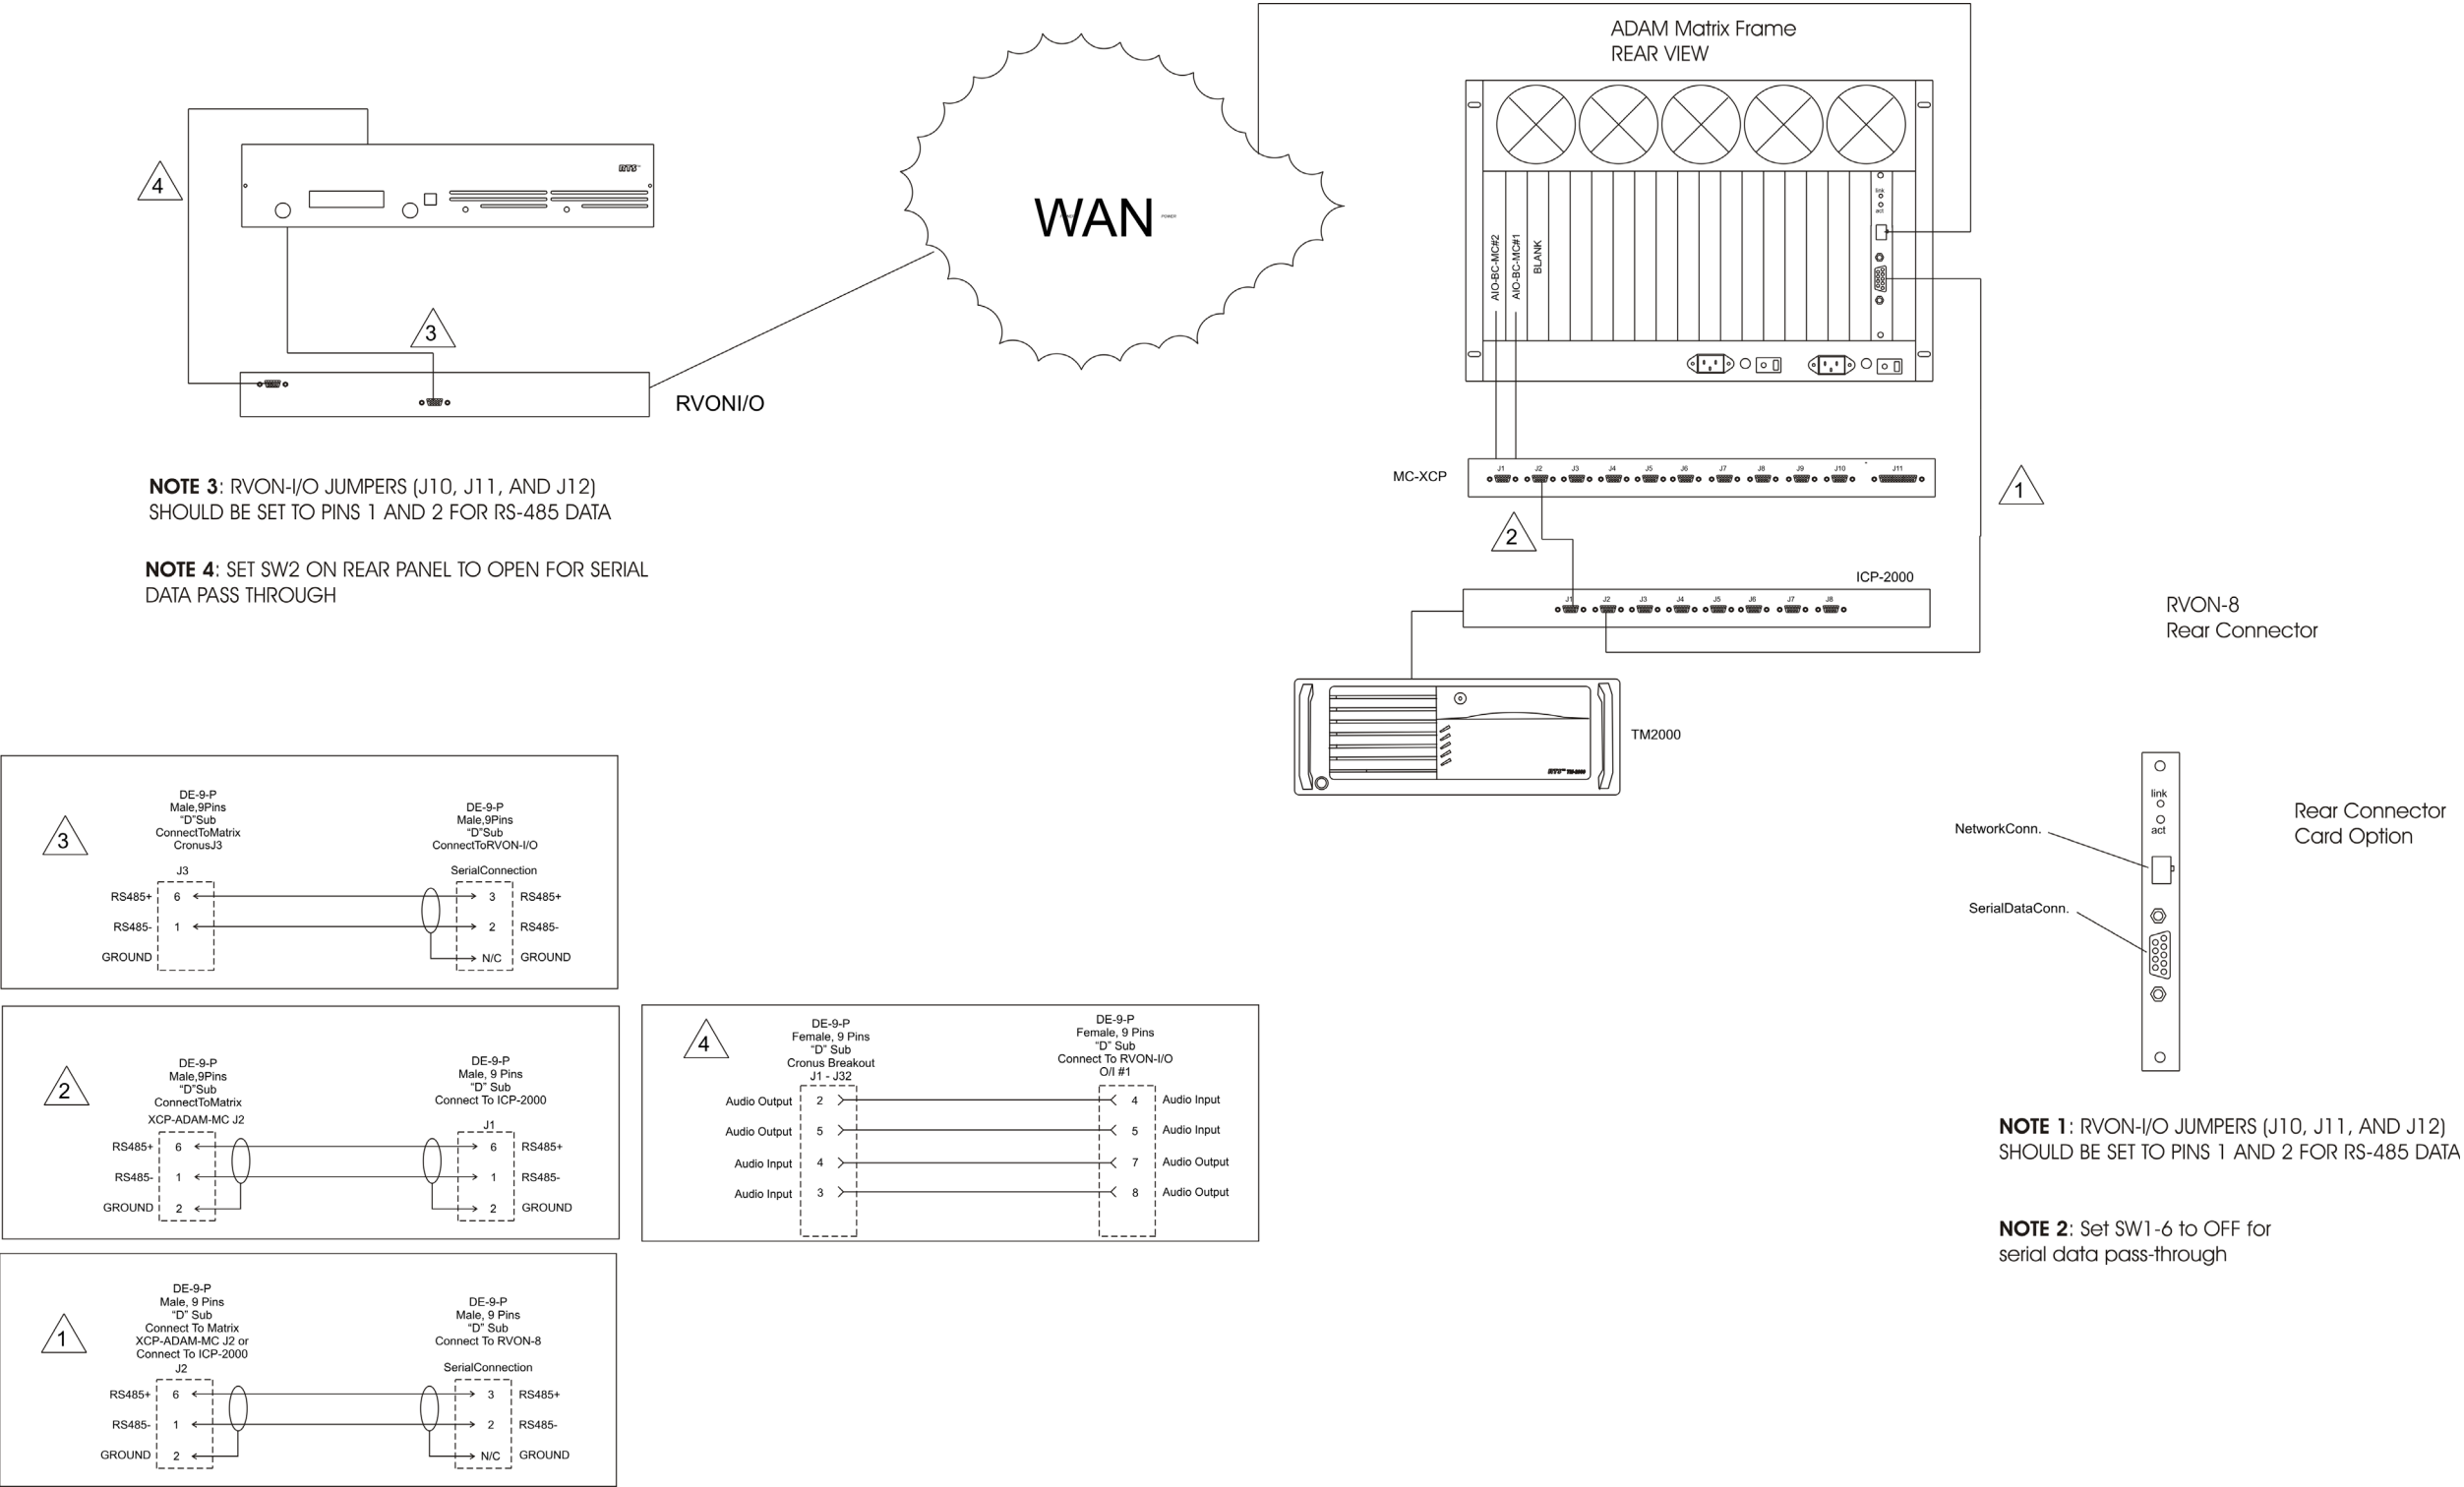 ADAM Matrix Frame
REAR VIEW
RTS™
4
3
WAN
POWER
link
act
AIO-BC-MC#2
AIO-BC-MC#1
BLANK
RVONI/O
MC-XCP
J1 J2 J3 J4 J5 J6 J7 J8 J9 J10 J11
1
2
NOTE 3: RVON-I/O JUMPERS (J10, J11, AND J12)
SHOULD BE SET TO PINS 1 AND 2 FOR RS-485 DATA
NOTE 4: SET SW2 ON REAR PANEL TO OPEN FOR SERIAL
DATA PASS THROUGH
ICP-2000
J1 J2 J3 J4 J5 J6 J7 J8
RVON-8
Rear Connector
TM2000
RTS™ TM-2000
3
DE-9-P
Male,9Pins
“D”Sub
ConnectToMatrix
CronusJ3
J3
DE-9-P
Male,9Pins
“D”Sub
ConnectToRVON-I/O
SerialConnection
RS485+ 6 3 RS485+
RS485- 1 2 RS485-
GROUND N/C GROUND
link
act
NetworkConn.
SerialDataConn.
Rear Connector
Card Option
2
DE-9-P
Male,9Pins
“D”Sub
ConnectToMatrix
XCP-ADAM-MC J2
DE-9-P
Male, 9 Pins
“D” Sub
Connect To ICP-2000
J1
RS485+ 6 6 RS485+
RS485- 1 1 RS485-
GROUND 2 2 GROUND
4
DE-9-P
Female, 9 Pins
“D” Sub
Cronus Breakout
J1 - J32
DE-9-P
Female, 9 Pins
“D” Sub
Connect To RVON-I/O
O/I #1
Audio Output 2 4 Audio Input
Audio Output 5 5 Audio Input
Audio Input 4 7 Audio Output
Audio Input 3 8 Audio Output
NOTE 1: RVON-I/O JUMPERS (J10, J11, AND J12)
SHOULD BE SET TO PINS 1 AND 2 FOR RS-485 DATA
NOTE 2: Set SW1-6 to OFF for
serial data pass-through
1
DE-9-P
Male, 9 Pins
“D” Sub
Connect To Matrix
XCP-ADAM-MC J2 or
Connect To ICP-2000
J2
DE-9-P
Male, 9 Pins
“D” Sub
Connect To RVON-8
SerialConnection
RS485+ 6 3 RS485+
RS485- 1 2 RS485-
GROUND 2 N/C GROUND